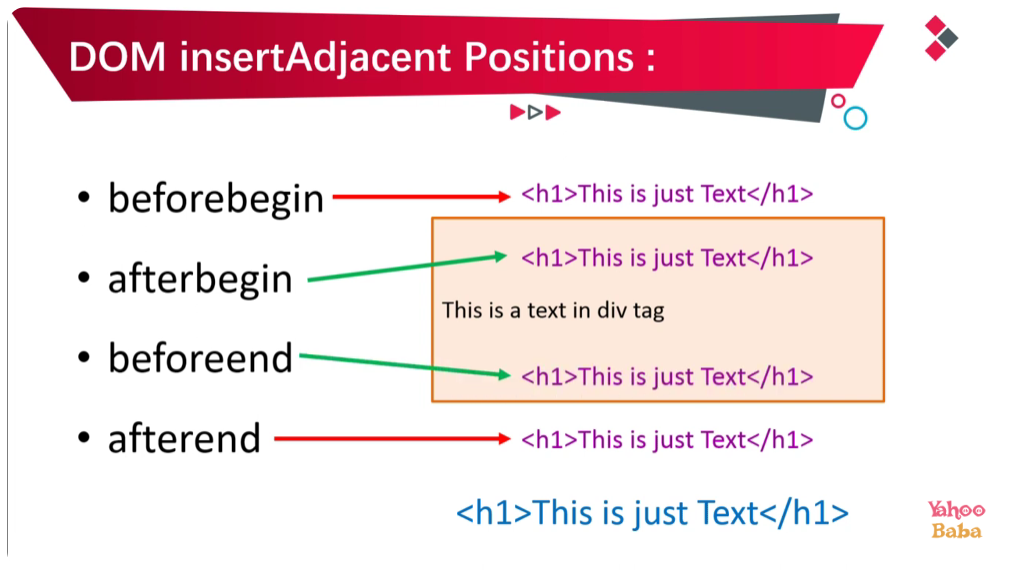 DOM insertAdjacent Positions :
• beforebegin
<h1>This is just Text</h1>
• afterbegin
<h1>This is just Text</h1>
This is a text in div tag
• beforeend
<h1>This is just Text</h1>
• afterend
<h1>This is just Text</h1>
<h1>This is just Text</h1>
Yahoo
Baba